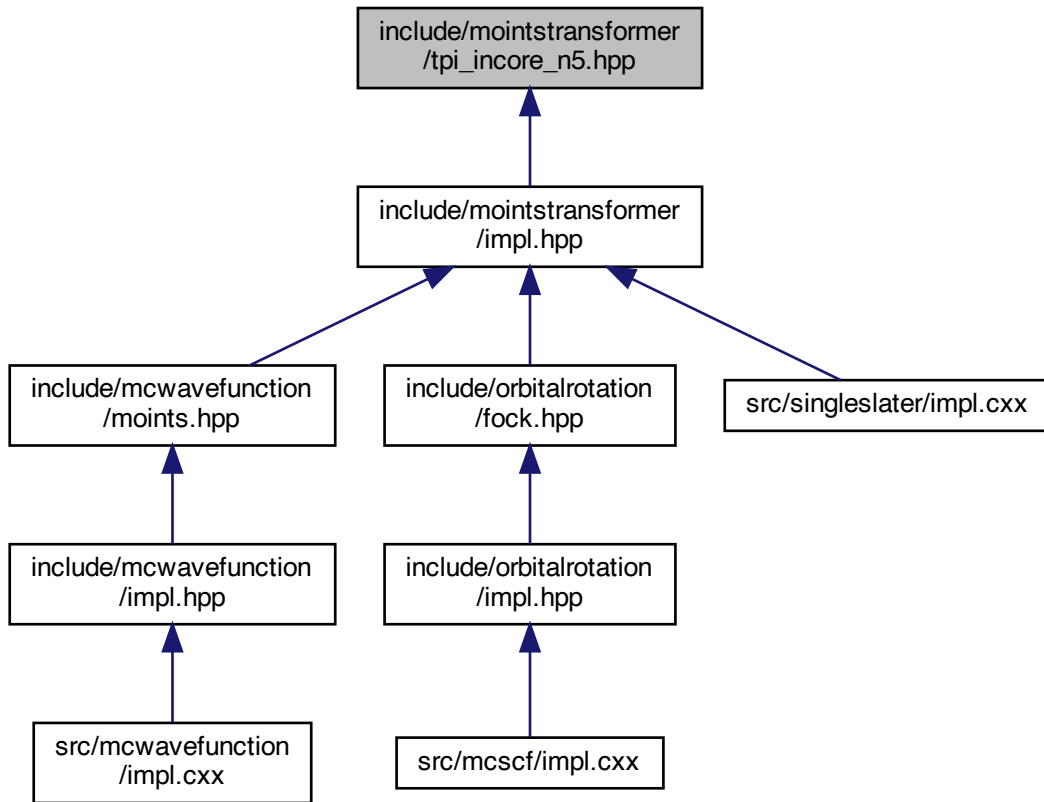 include/mointstransformer
/tpi_incore_n5.hpp
include/mointstransformer
/impl.hpp
include/mcwavefunction
/moints.hpp
include/orbitalrotation
/fock.hpp
src/singleslater/impl.cxx
include/mcwavefunction
/impl.hpp
include/orbitalrotation
/impl.hpp
src/mcwavefunction
/impl.cxx
src/mcscf/impl.cxx